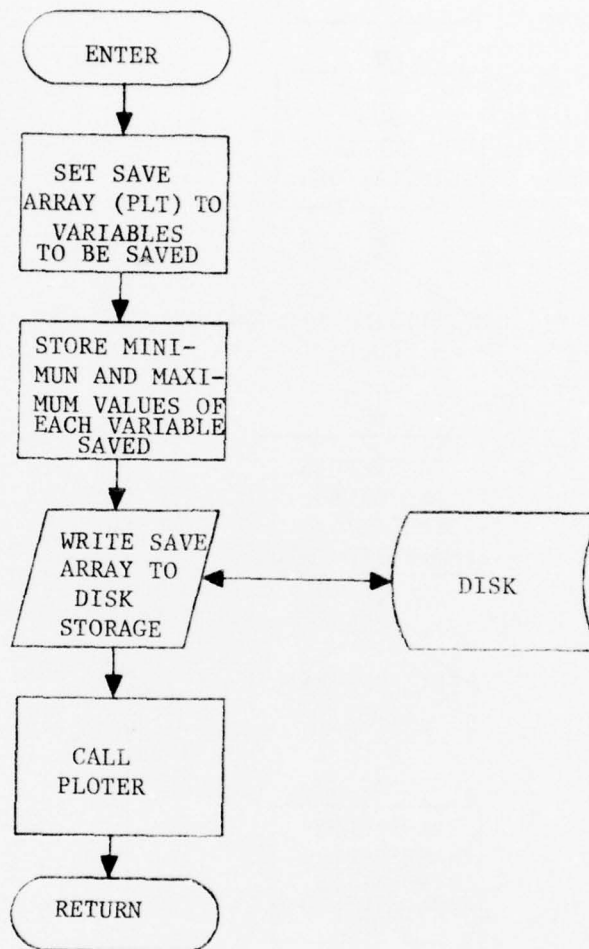 ENTER
SET SAVE
ARRAY (PLT) TO
VARIABLES
TO BE SAVED
STORE MINI-
MUN AND MAXI-
MUM VALUES OF
EACH VARIABLE
SAVED
WRITE SAVE
ARRAY TO
DISK
STORAGE
DISK
CALL
PLOTER
RETURN